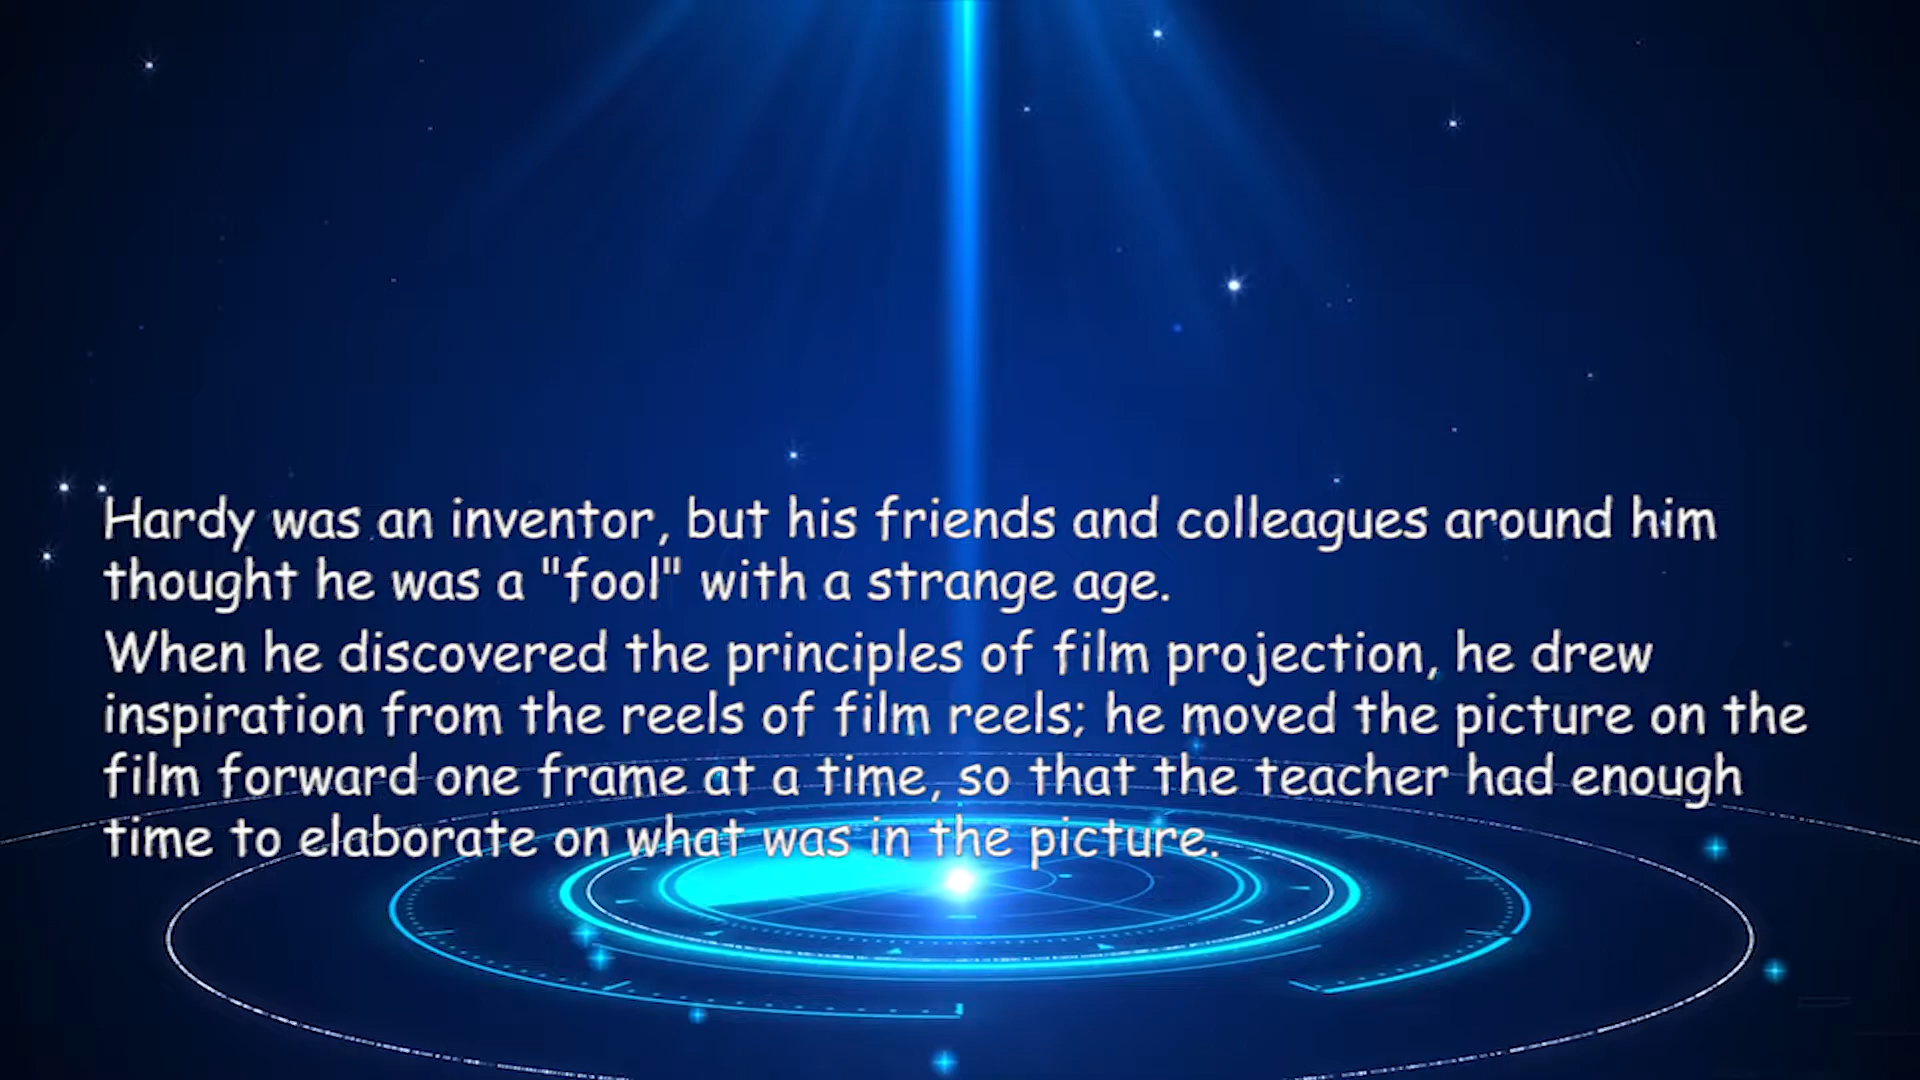 Hardy was an inventor, but his friends and colleagues around him
thought he was a "fool" with a strange age.
When he discovered the principles of film projection, he drew
inspiration from the reels of film reels; he moved the picture on the
film forward one frame at a time, so that the teacher had enough
time to elaborate on what was in the picture.